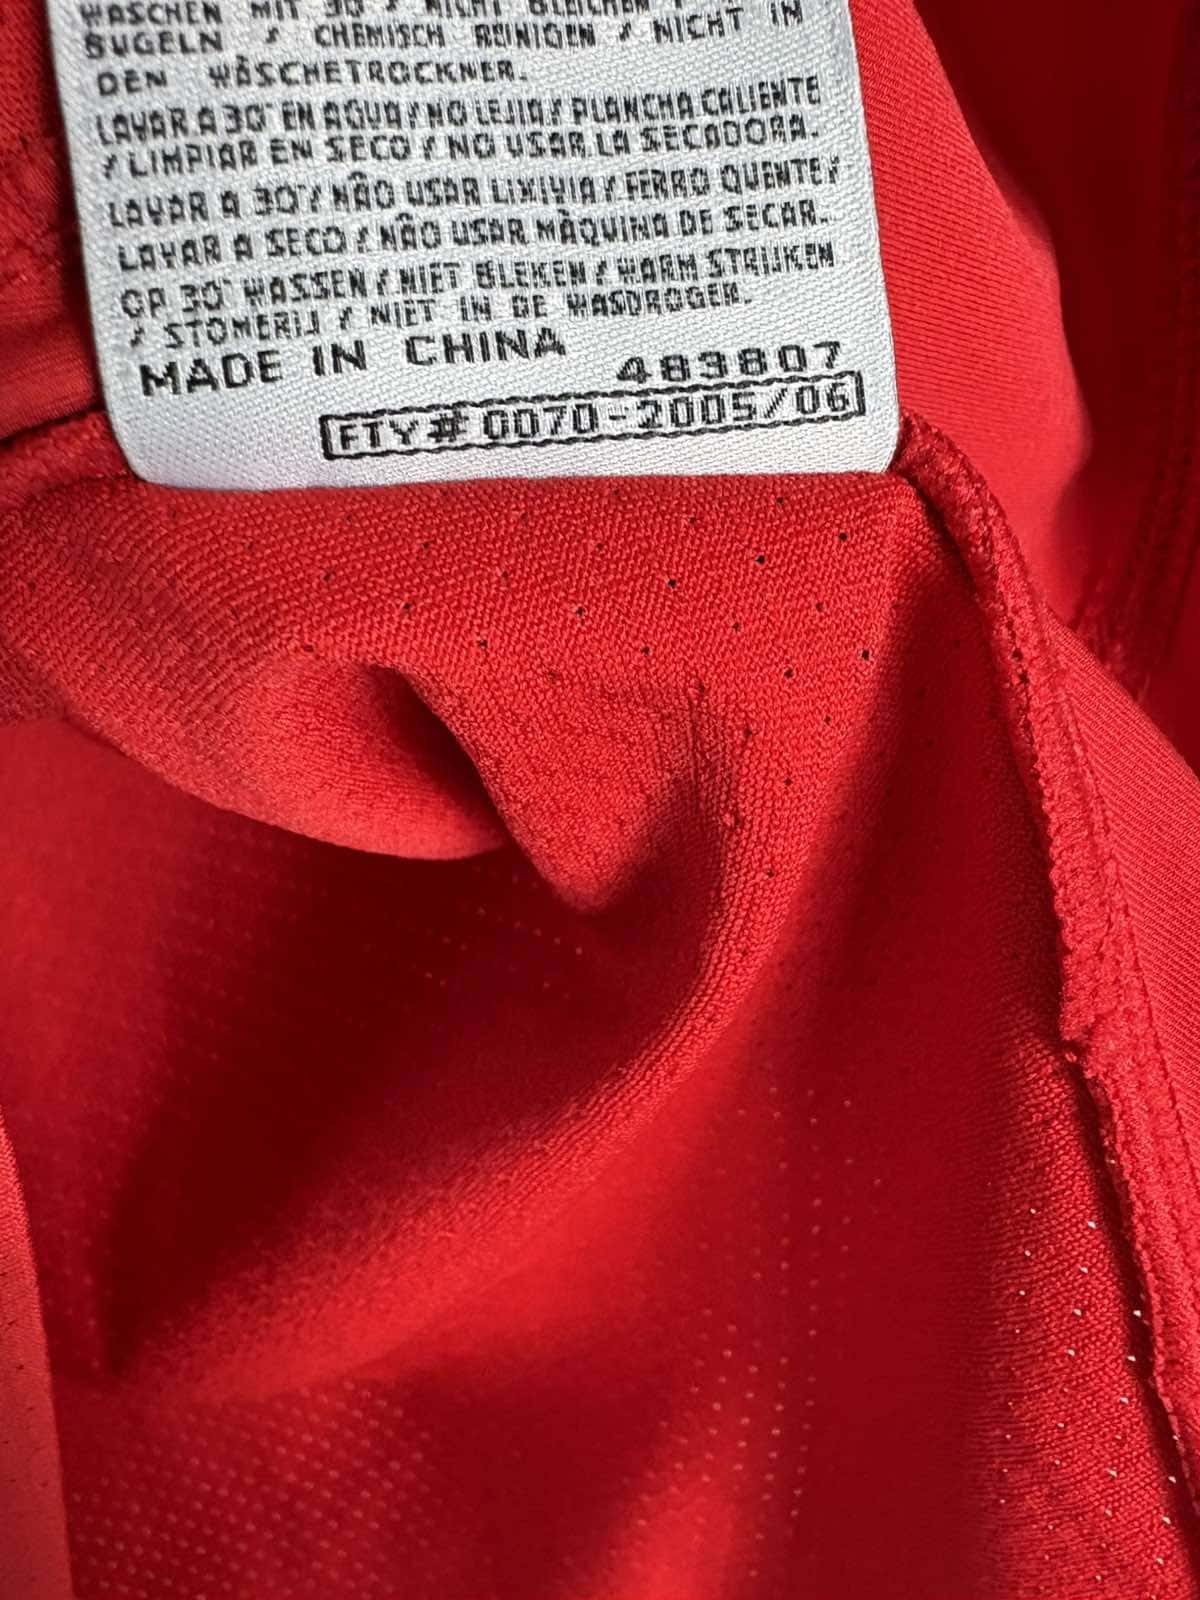 WASCHEN MIT 30° / NICHT BLEICHEN /
BUGELN / CHEMISCH REINIGEN / NICHT IN
DEN WÄSCHETROCKNER.
LAVAR A 30° EN AGUA / NO LEJIA / PLANCHA CALIENTE
/ LIMPIAR EN SECO / NO USAR LA SECADORA.
LAVAR A 30° / NÃO USAR LIXIVIA / FERRO QUENTE /
LAVAR A SECO / NÃO USAR MÀQUINA DE SECAR.
OP 30° WASSEN / NIET BLEKEN / WARM STRIJKEN
/ STOMERIJ / NIET IN DE WASDROGER.
MADE IN CHINA 483807
FTY# 0070-2005/06